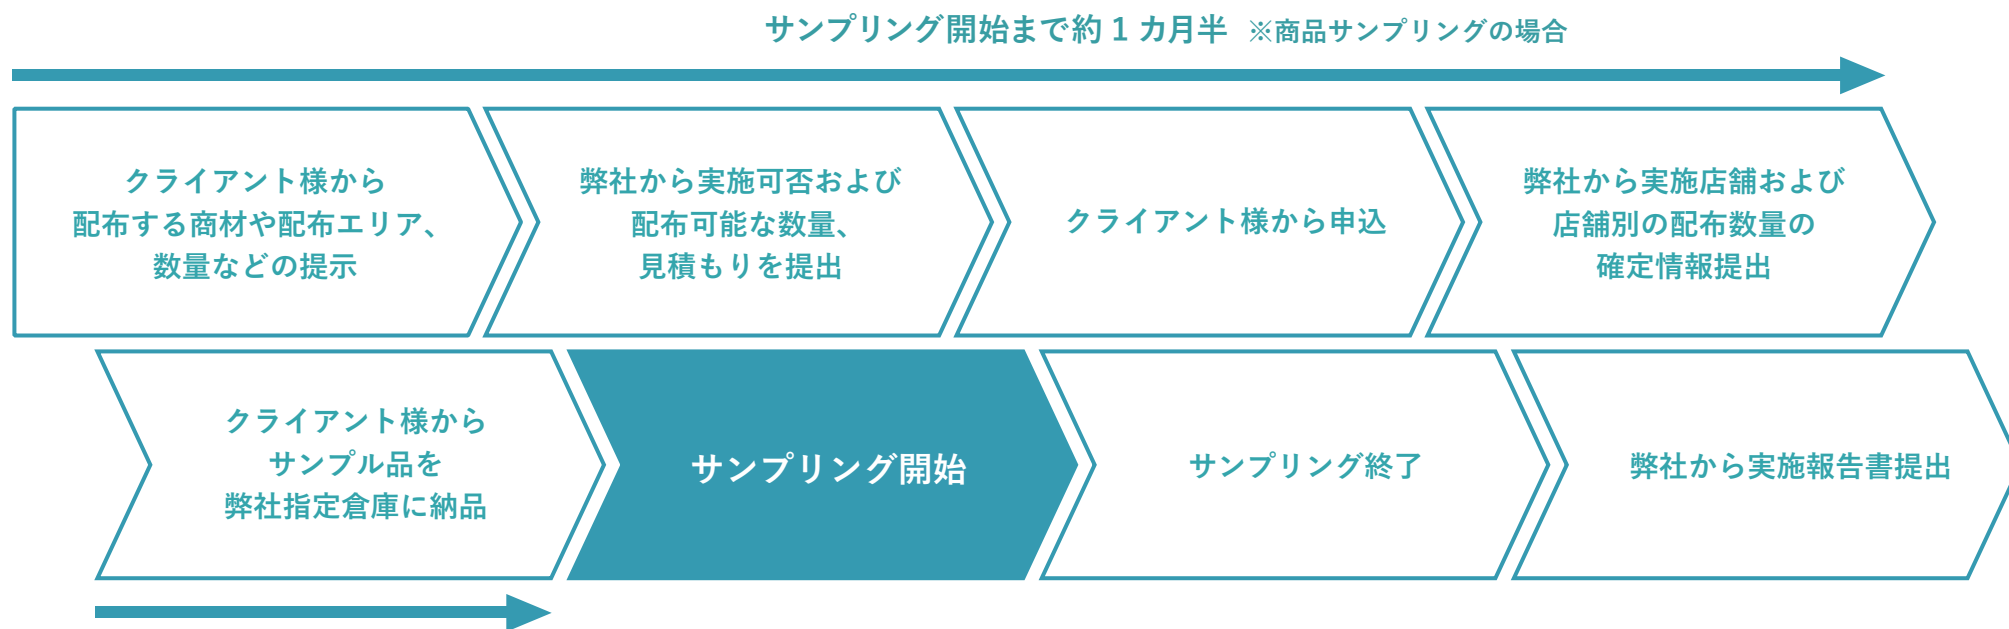 サンプリング開始まで約1カ月半 ※商品サンプリングの場合
クライアント様から
配布する商材や配布エリア、
数量などの提示
弊社から実施可否および
配布可能な数量、
見積もりを提出
クライアント様から申込
弊社から実施店舗および
店舗別の配布数量の
確定情報提出
クライアント様から
サンプル品を
弊社指定倉庫に納品
サンプリング開始
サンプリング終了
弊社から実施報告書提出